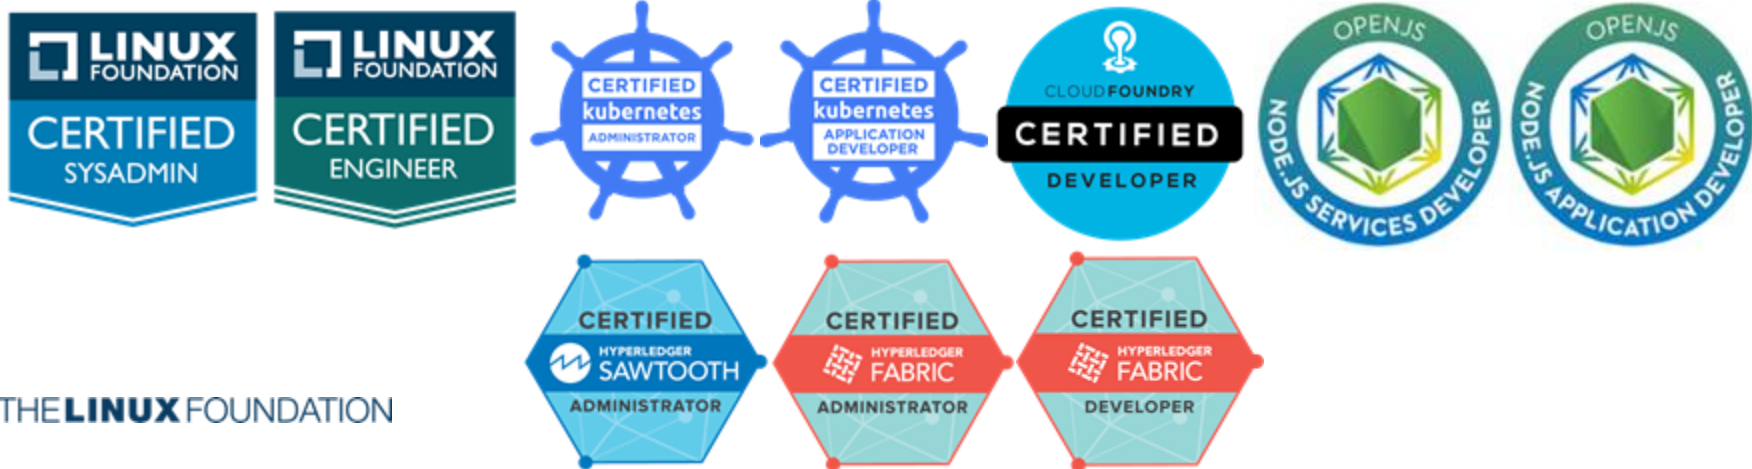 LINUX
FOUNDATION
CERTIFIED
SYSADMIN
LINUX
FOUNDATION
CERTIFIED
ENGINEER
CERTIFIED
kubernetes
ADMINISTRATOR
CERTIFIED
kubernetes
APPLICATION
DEVELOPER
CLOUDFOUNDRY
CERTIFIED
DEVELOPER
OPENJS
NODE.JS SERVICES DEVELOPER
OPENJS
NODE.JS APPLICATION DEVELOPER
CERTIFIED
HYPERLEDGER
SAWTOOTH
ADMINISTRATOR
CERTIFIED
HYPERLEDGER
FABRIC
ADMINISTRATOR
CERTIFIED
HYPERLEDGER
FABRIC
DEVELOPER
THE LINUX FOUNDATION